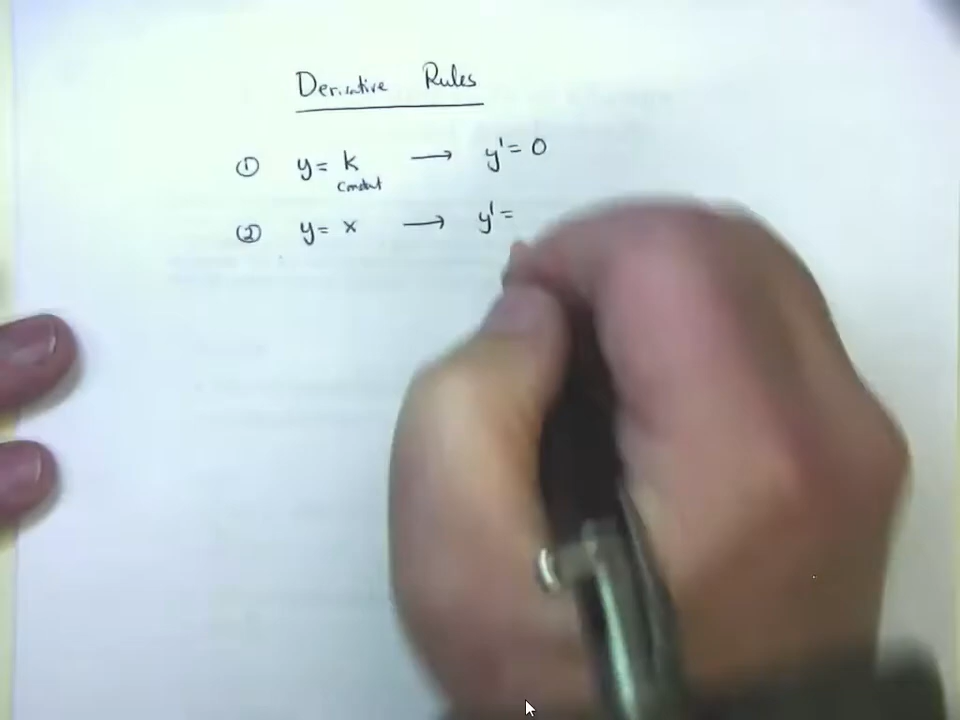 Derivative Rules
① y = k → y' = 0
constant
② y = x → y' =